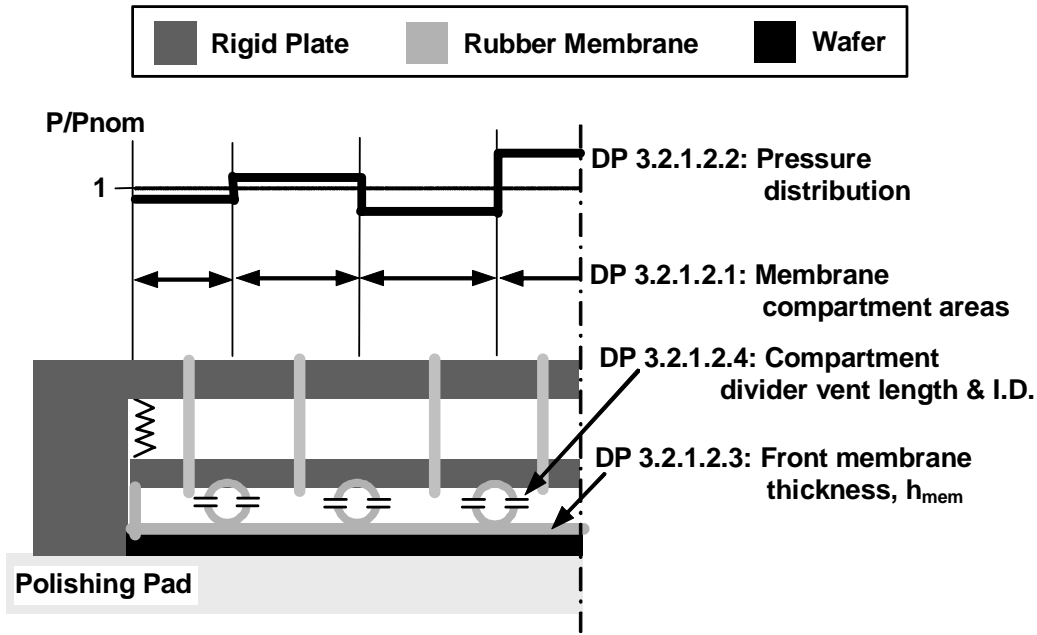 Rigid Plate Rubber Membrane Wafer
P/Pnom
1
DP 3.2.1.2.2: Pressure
distribution
DP 3.2.1.2.1: Membrane
compartment areas
DP 3.2.1.2.4: Compartment
divider vent length & I.D.
DP 3.2.1.2.3: Front membrane
thickness, hmem
Polishing Pad